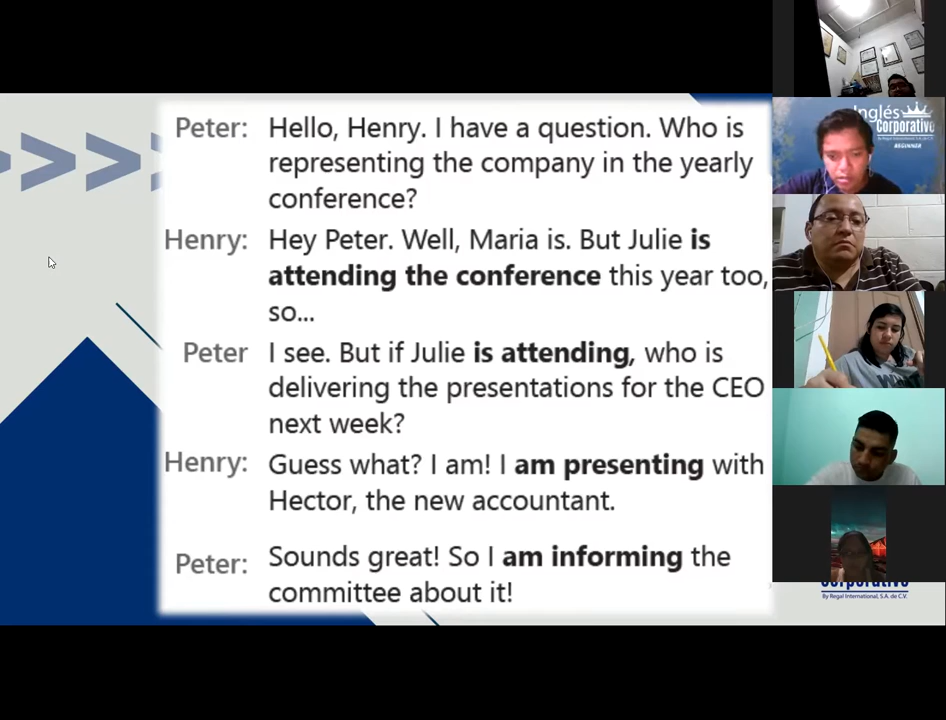 Peter: Hello, Henry. I have a question. Who is
representing the company in the yearly
conference?
Henry: Hey Peter. Well, Maria is. But Julie is
attending the conference this year too,
so...
Peter I see. But if Julie is attending, who is
delivering the presentations for the CEO
next week?
Henry: Guess what? I am! I am presenting with
Hector, the new accountant.
Peter: Sounds great! So I am informing the
committee about it!
Inglés
Corporativo
By Regal International, S.A. de C.V.
BEGINNER
Corporativo
By Regal International, S.A. de C.V.